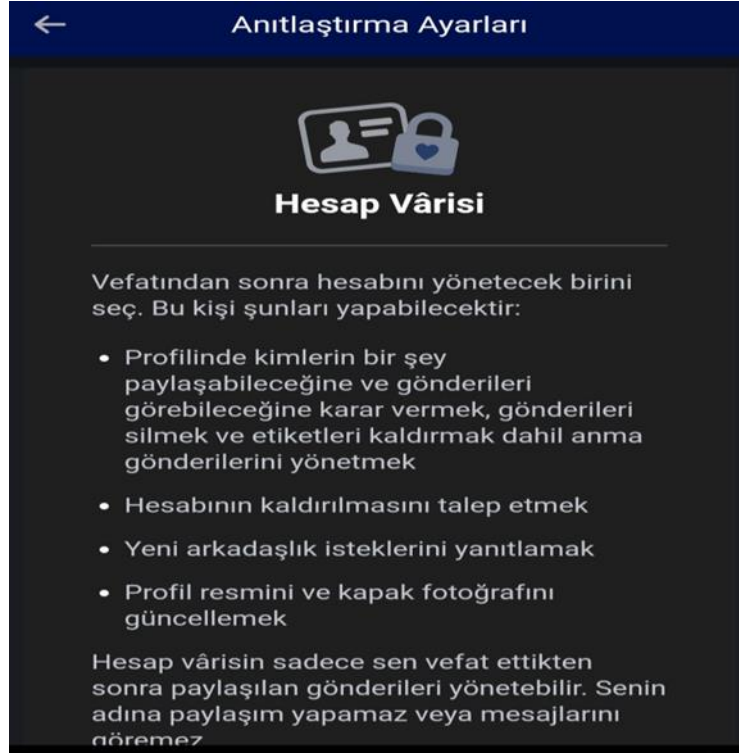 Anıtlaştırma Ayarları
Hesap Vârisi
Vefatından sonra hesabını yönetecek birini
seç. Bu kişi şunları yapabilecektir:
• Profilinde kimlerin bir şey
paylaşabileceğine ve gönderileri
görebileceğine karar vermek, gönderileri
silmek ve etiketleri kaldırmak dahil anma
gönderilerini yönetmek
• Hesabının kaldırılmasını talep etmek
• Yeni arkadaşlık isteklerini yanıtlamak
• Profil resmini ve kapak fotoğrafını
güncellemek
Hesap vârisin sadece sen vefat ettikten
sonra paylaşılan gönderileri yönetebilir. Senin
adına paylaşım yapamaz veya mesajlarını
göremez